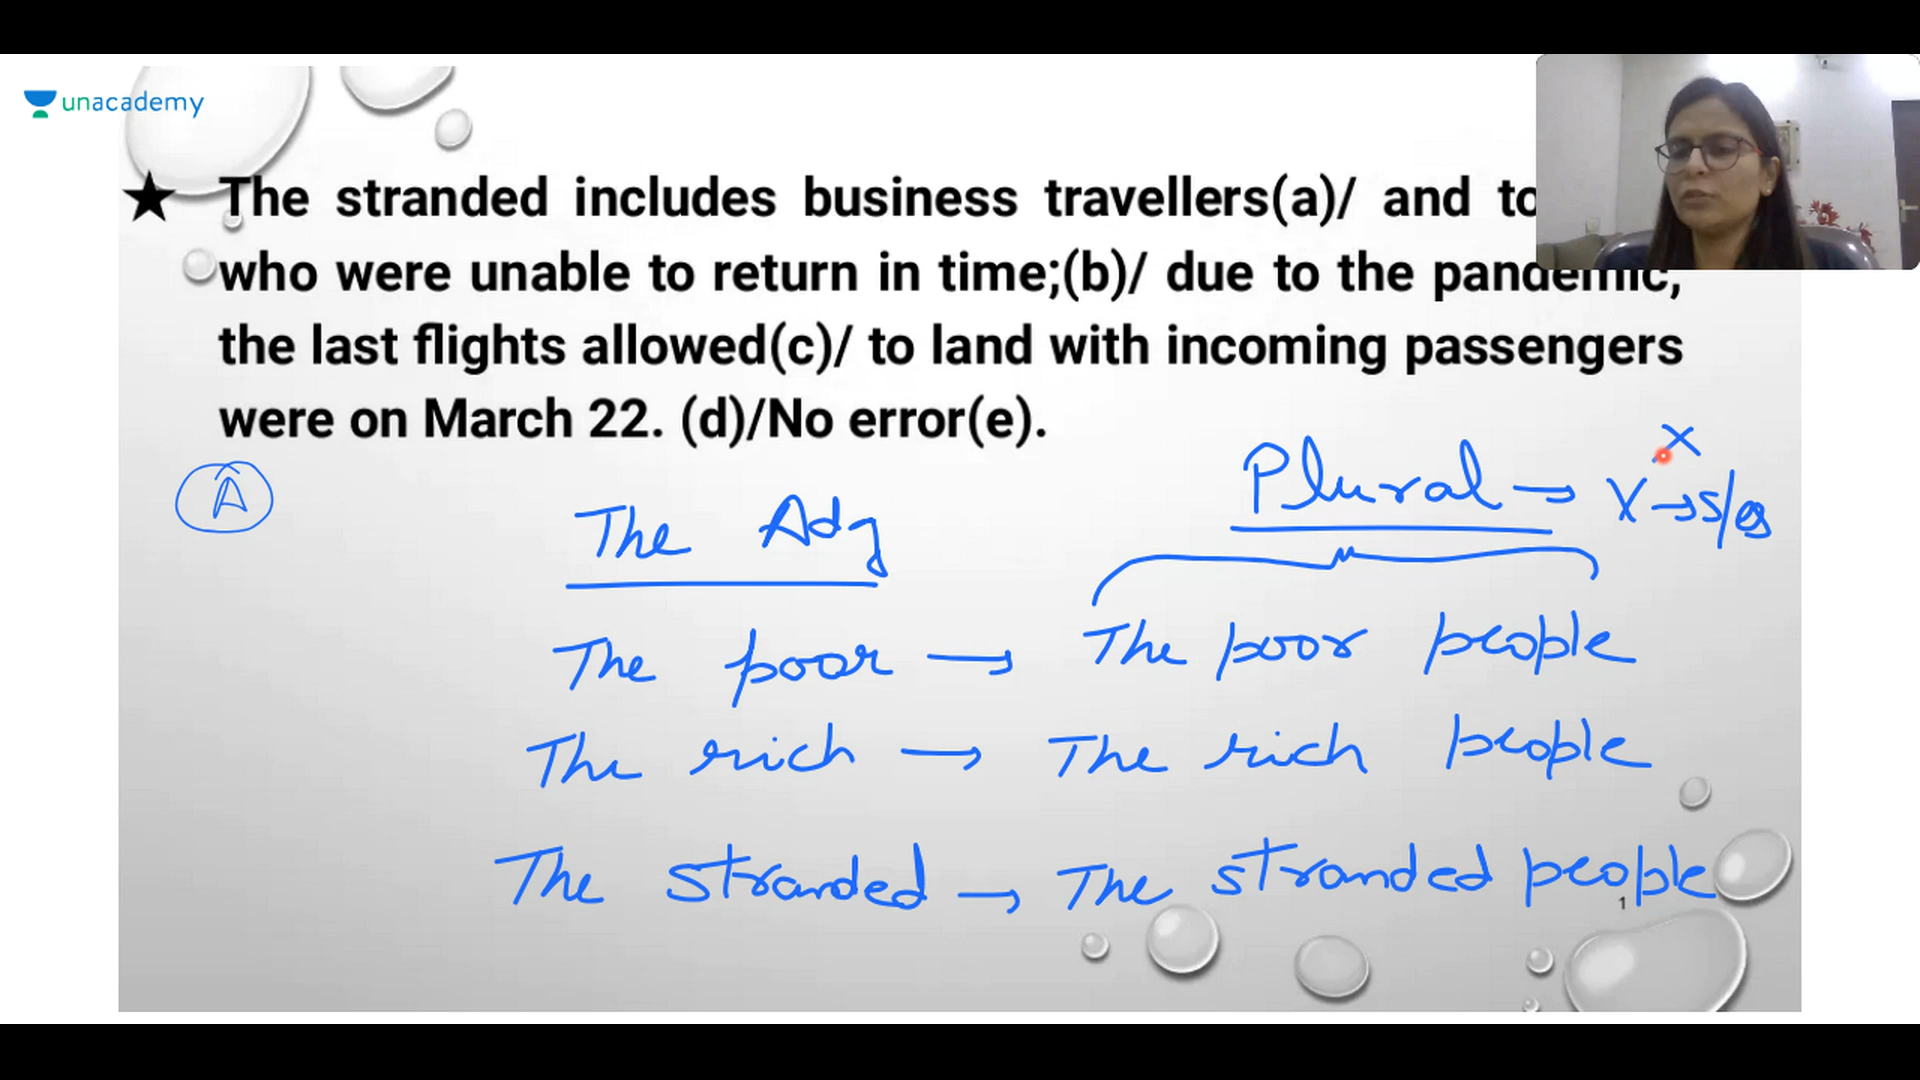 unacademy
★ The stranded includes business travellers(a)/ and
who were unable to return in time;(b)/ due to the pandemic,
the last flights allowed(c)/ to land with incoming passengers
were on March 22. (d)/No error(e).
A
The Adj Plural → X
V → s/es
The poor → The poor people
The rich → The rich people
The stranded → The stranded people
1